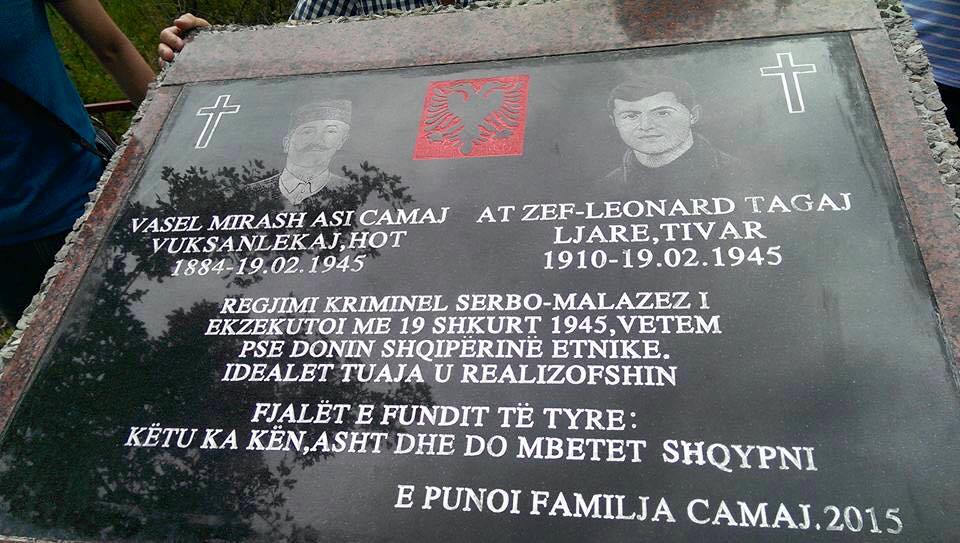 VASEL MIRASH ASI CAMAJ
VUKSANLEKAJ,HOT
1884-19.02.1945
AT ZEF-LEONARD TAGAJ
LJARE,TIVAR
1910-19.02.1945
REGJIMI KRIMINEL SERBO-MALAZEZ I
EKZEKUTOI ME 19 SHKURT 1945,VETEM
PSE DONIN SHQIPËRINË ETNIKE.
IDEALET TUAJA U REALIZOFSHIN
FJALËT E FUNDIT TË TYRE:
KËTU KA KËN,ASHT DHE DO MBETET SHQYPNI
E PUNOI FAMILJA CAMAJ.2015